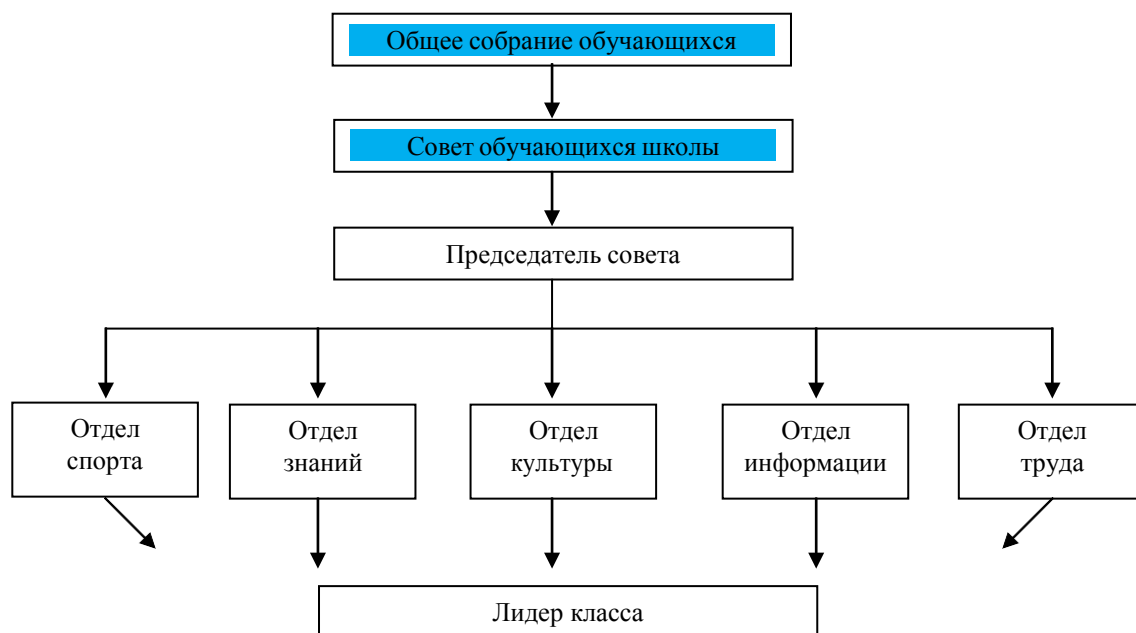 Общее собрание обучающихся
Совет обучающихся школы
Председатель совета
Отдел
спорта
Отдел
знаний
Отдел
культуры
Отдел
информации
Отдел
труда
Лидер класса